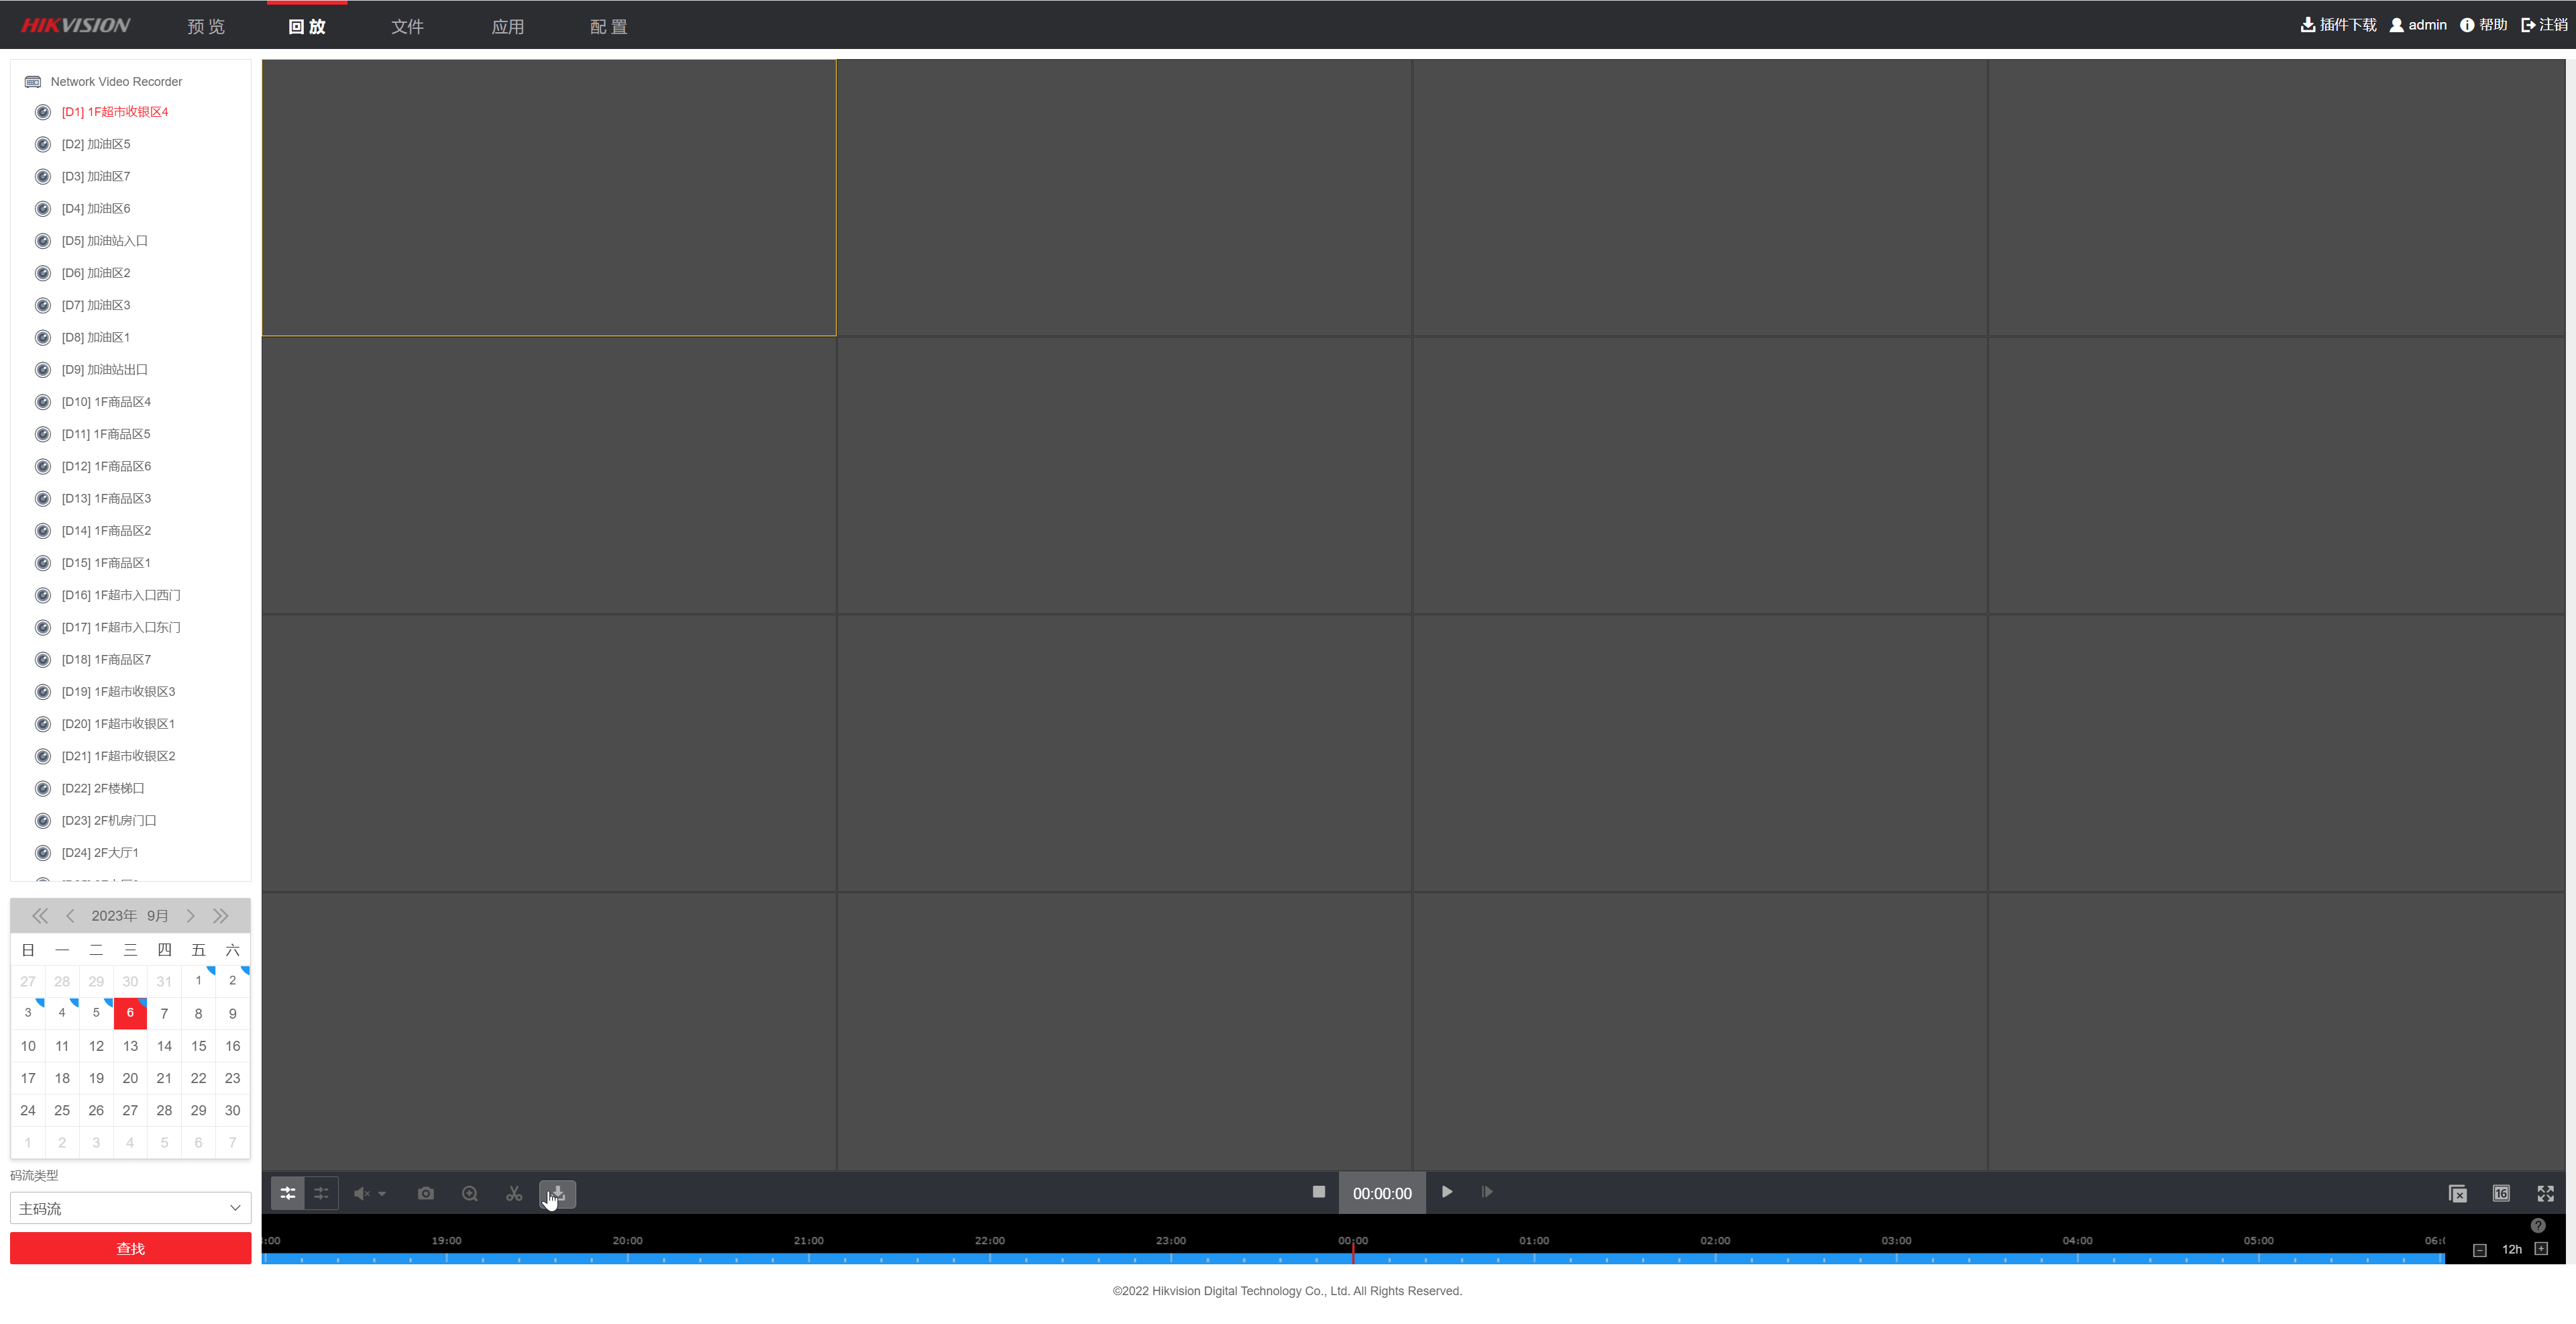 HIKVISION
预 览
回 放
文件
应用
配 置
插件下载
admin
帮助
注销
Network Video Recorder
[D1] 1F超市收银区4
[D2] 加油区5
[D3] 加油区7
[D4] 加油区6
[D5] 加油站入口
[D6] 加油区2
[D7] 加油区3
[D8] 加油区1
[D9] 加油站出口
[D10] 1F商品区4
[D11] 1F商品区5
[D12] 1F商品区6
[D13] 1F商品区3
[D14] 1F商品区2
[D15] 1F商品区1
[D16] 1F超市入口西门
[D17] 1F超市入口东门
[D18] 1F商品区7
[D19] 1F超市收银区3
[D20] 1F超市收银区1
[D21] 1F超市收银区2
[D22] 2F楼梯口
[D23] 2F机房门口
[D24] 2F大厅1
2023年 9月
日 一 二 三 四 五 六
27 28 29 30 31 1 2
3 4 5 6 7 8 9
10 11 12 13 14 15 16
17 18 19 20 21 22 23
24 25 26 27 28 29 30
1 2 3 4 5 6 7
码流类型
主码流
查找
00:00:00
16
:00 19:00 20:00 21:00 22:00 23:00 00:00 01:00 02:00 03:00 04:00 05:00 06:
12h
©2022 Hikvision Digital Technology Co., Ltd. All Rights Reserved.